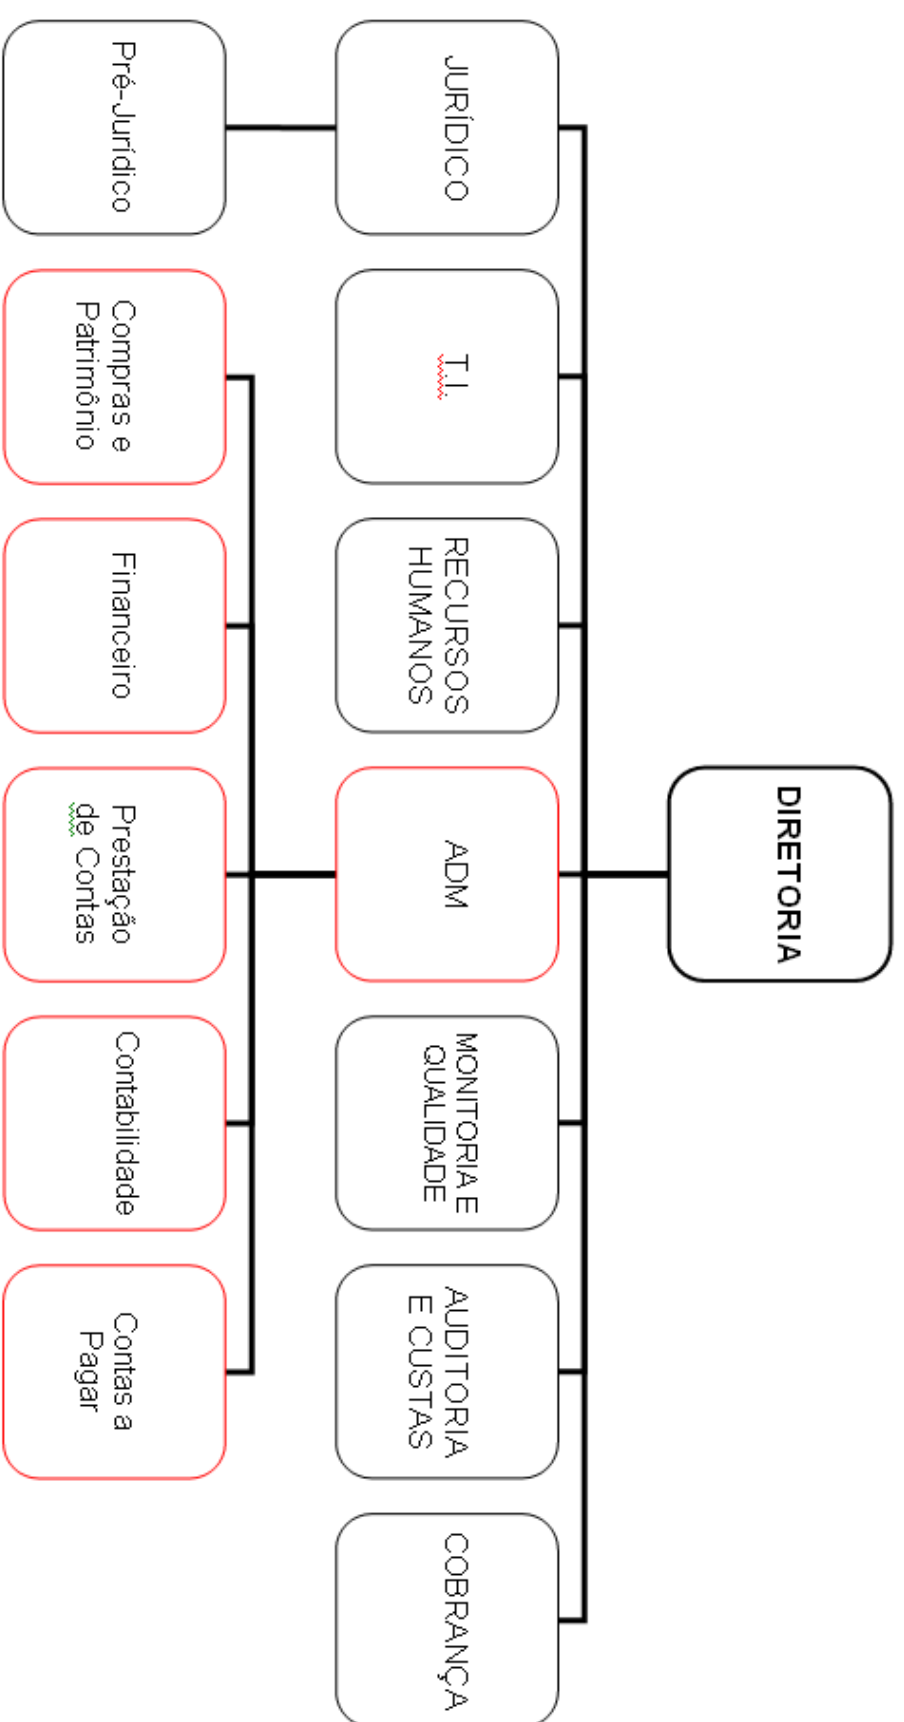 DIRETORIA
JURÍDICO
T.I.
RECURSOS
HUMANOS
ADM
MONITORIA E
QUALIDADE
AUDITORIA
E CUSTAS
COBRANÇA
Pré-Jurídico
Compras e
Patrimônio
Financeiro
Prestação
de Contas
Contabilidade
Contas a
Pagar